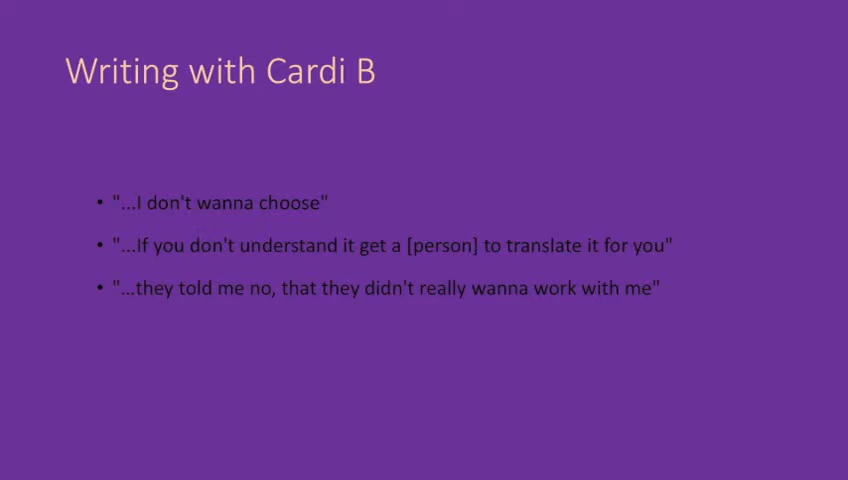 Writing with Cardi B
• "...I don't wanna choose"
• "...If you don't understand it get a [person] to translate it for you"
• "...they told me no, that they didn't really wanna work with me"